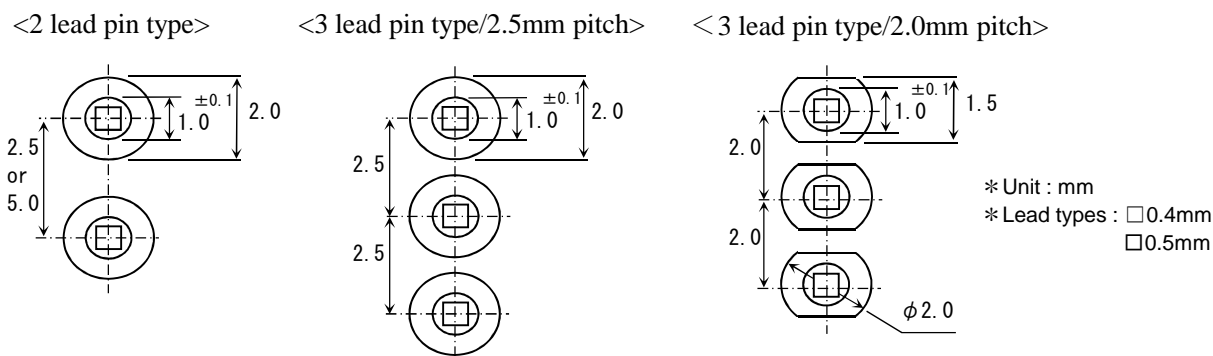 <2 lead pin type>
<3 lead pin type/2.5mm pitch>
＜3 lead pin type/2.0mm pitch>
±0.1
1.0
2.0
2.5
or
5.0
±0.1
1.0
2.0
2.5
2.5
±0.1
1.0
1.5
2.0
2.0
φ2.0
＊Unit : mm
＊Lead types : □0.4mm
□0.5mm